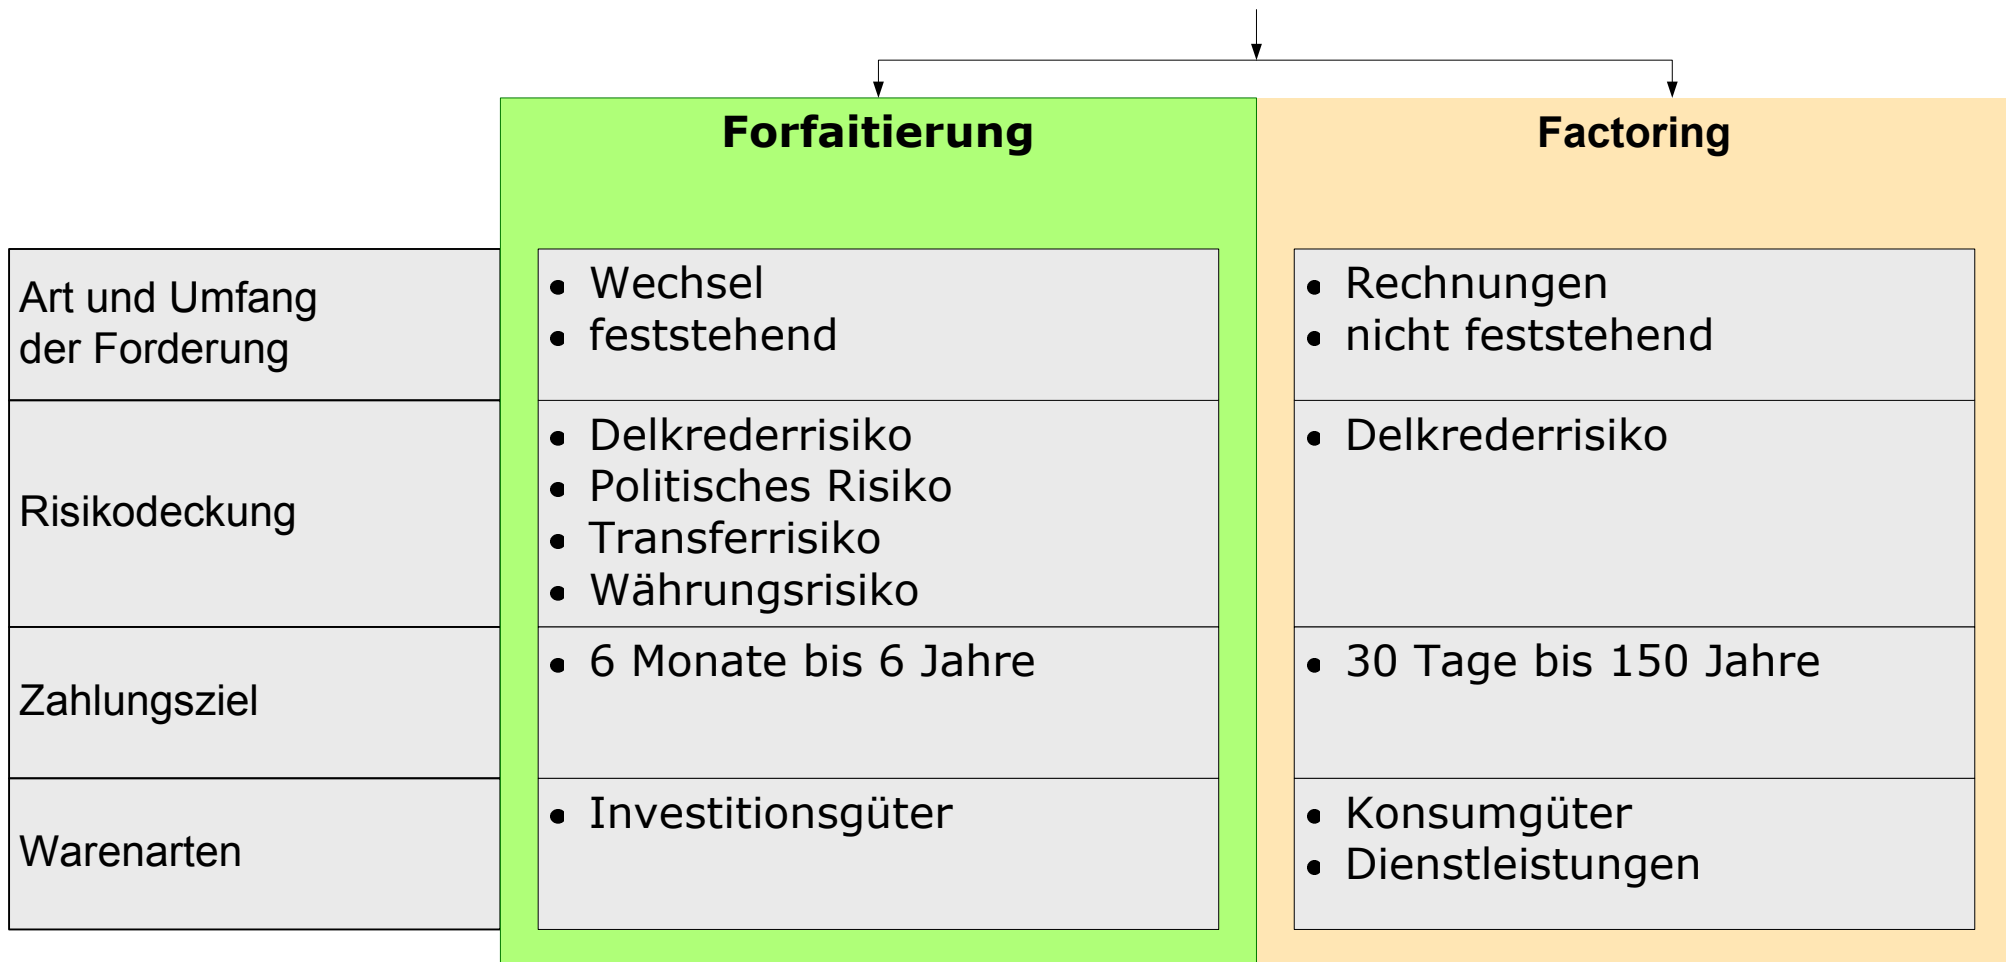 Forfaitierung
Factoring
Art und Umfang
der Forderung
• Wechsel
• feststehend
• Rechnungen
• nicht feststehend
Risikodeckung
• Delkrederrisiko
• Politisches Risiko
• Transferrisiko
• Währungsrisiko
• Delkrederrisiko
Zahlungsziel
• 6 Monate bis 6 Jahre
• 30 Tage bis 150 Jahre
Warenarten
• Investitionsgüter
• Konsumgüter
• Dienstleistungen